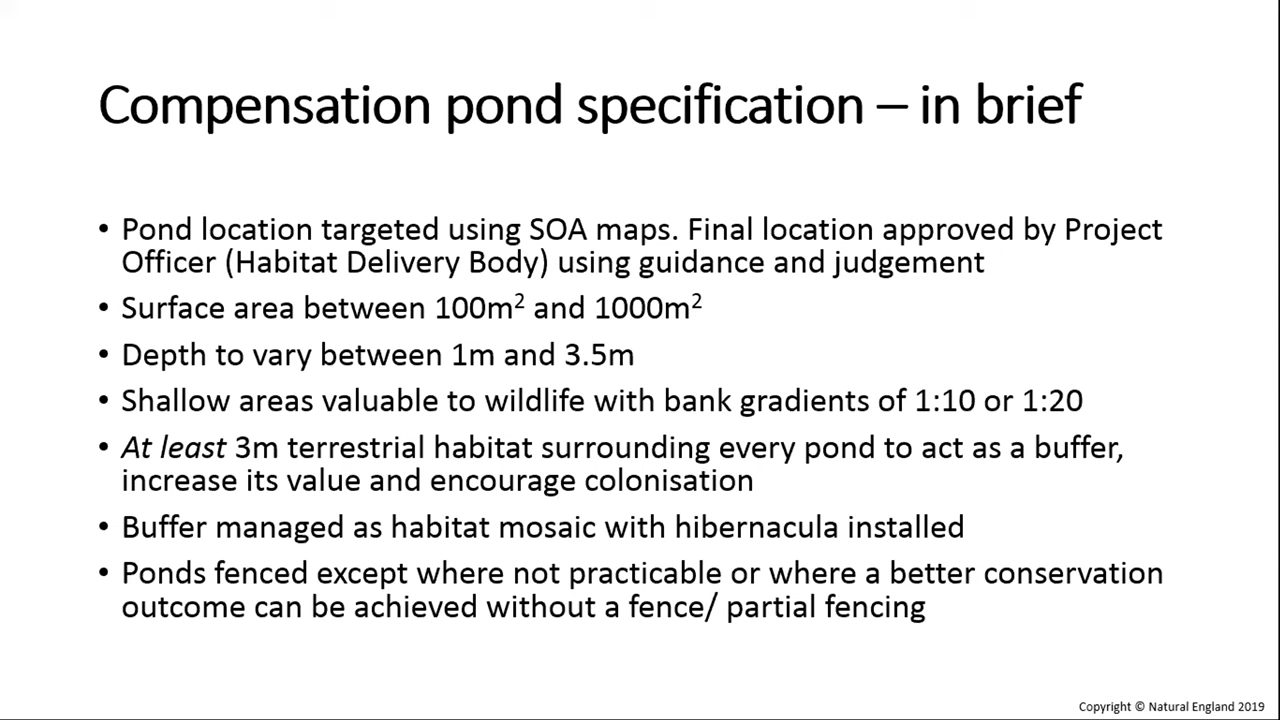 Compensation pond specification – in brief
• Pond location targeted using SOA maps. Final location approved by Project
Officer (Habitat Delivery Body) using guidance and judgement
• Surface area between 100m² and 1000m²
• Depth to vary between 1m and 3.5m
• Shallow areas valuable to wildlife with bank gradients of 1:10 or 1:20
• At least 3m terrestrial habitat surrounding every pond to act as a buffer,
increase its value and encourage colonisation
• Buffer managed as habitat mosaic with hibernacula installed
• Ponds fenced except where not practicable or where a better conservation
outcome can be achieved without a fence/ partial fencing
Copyright © Natural England 2019